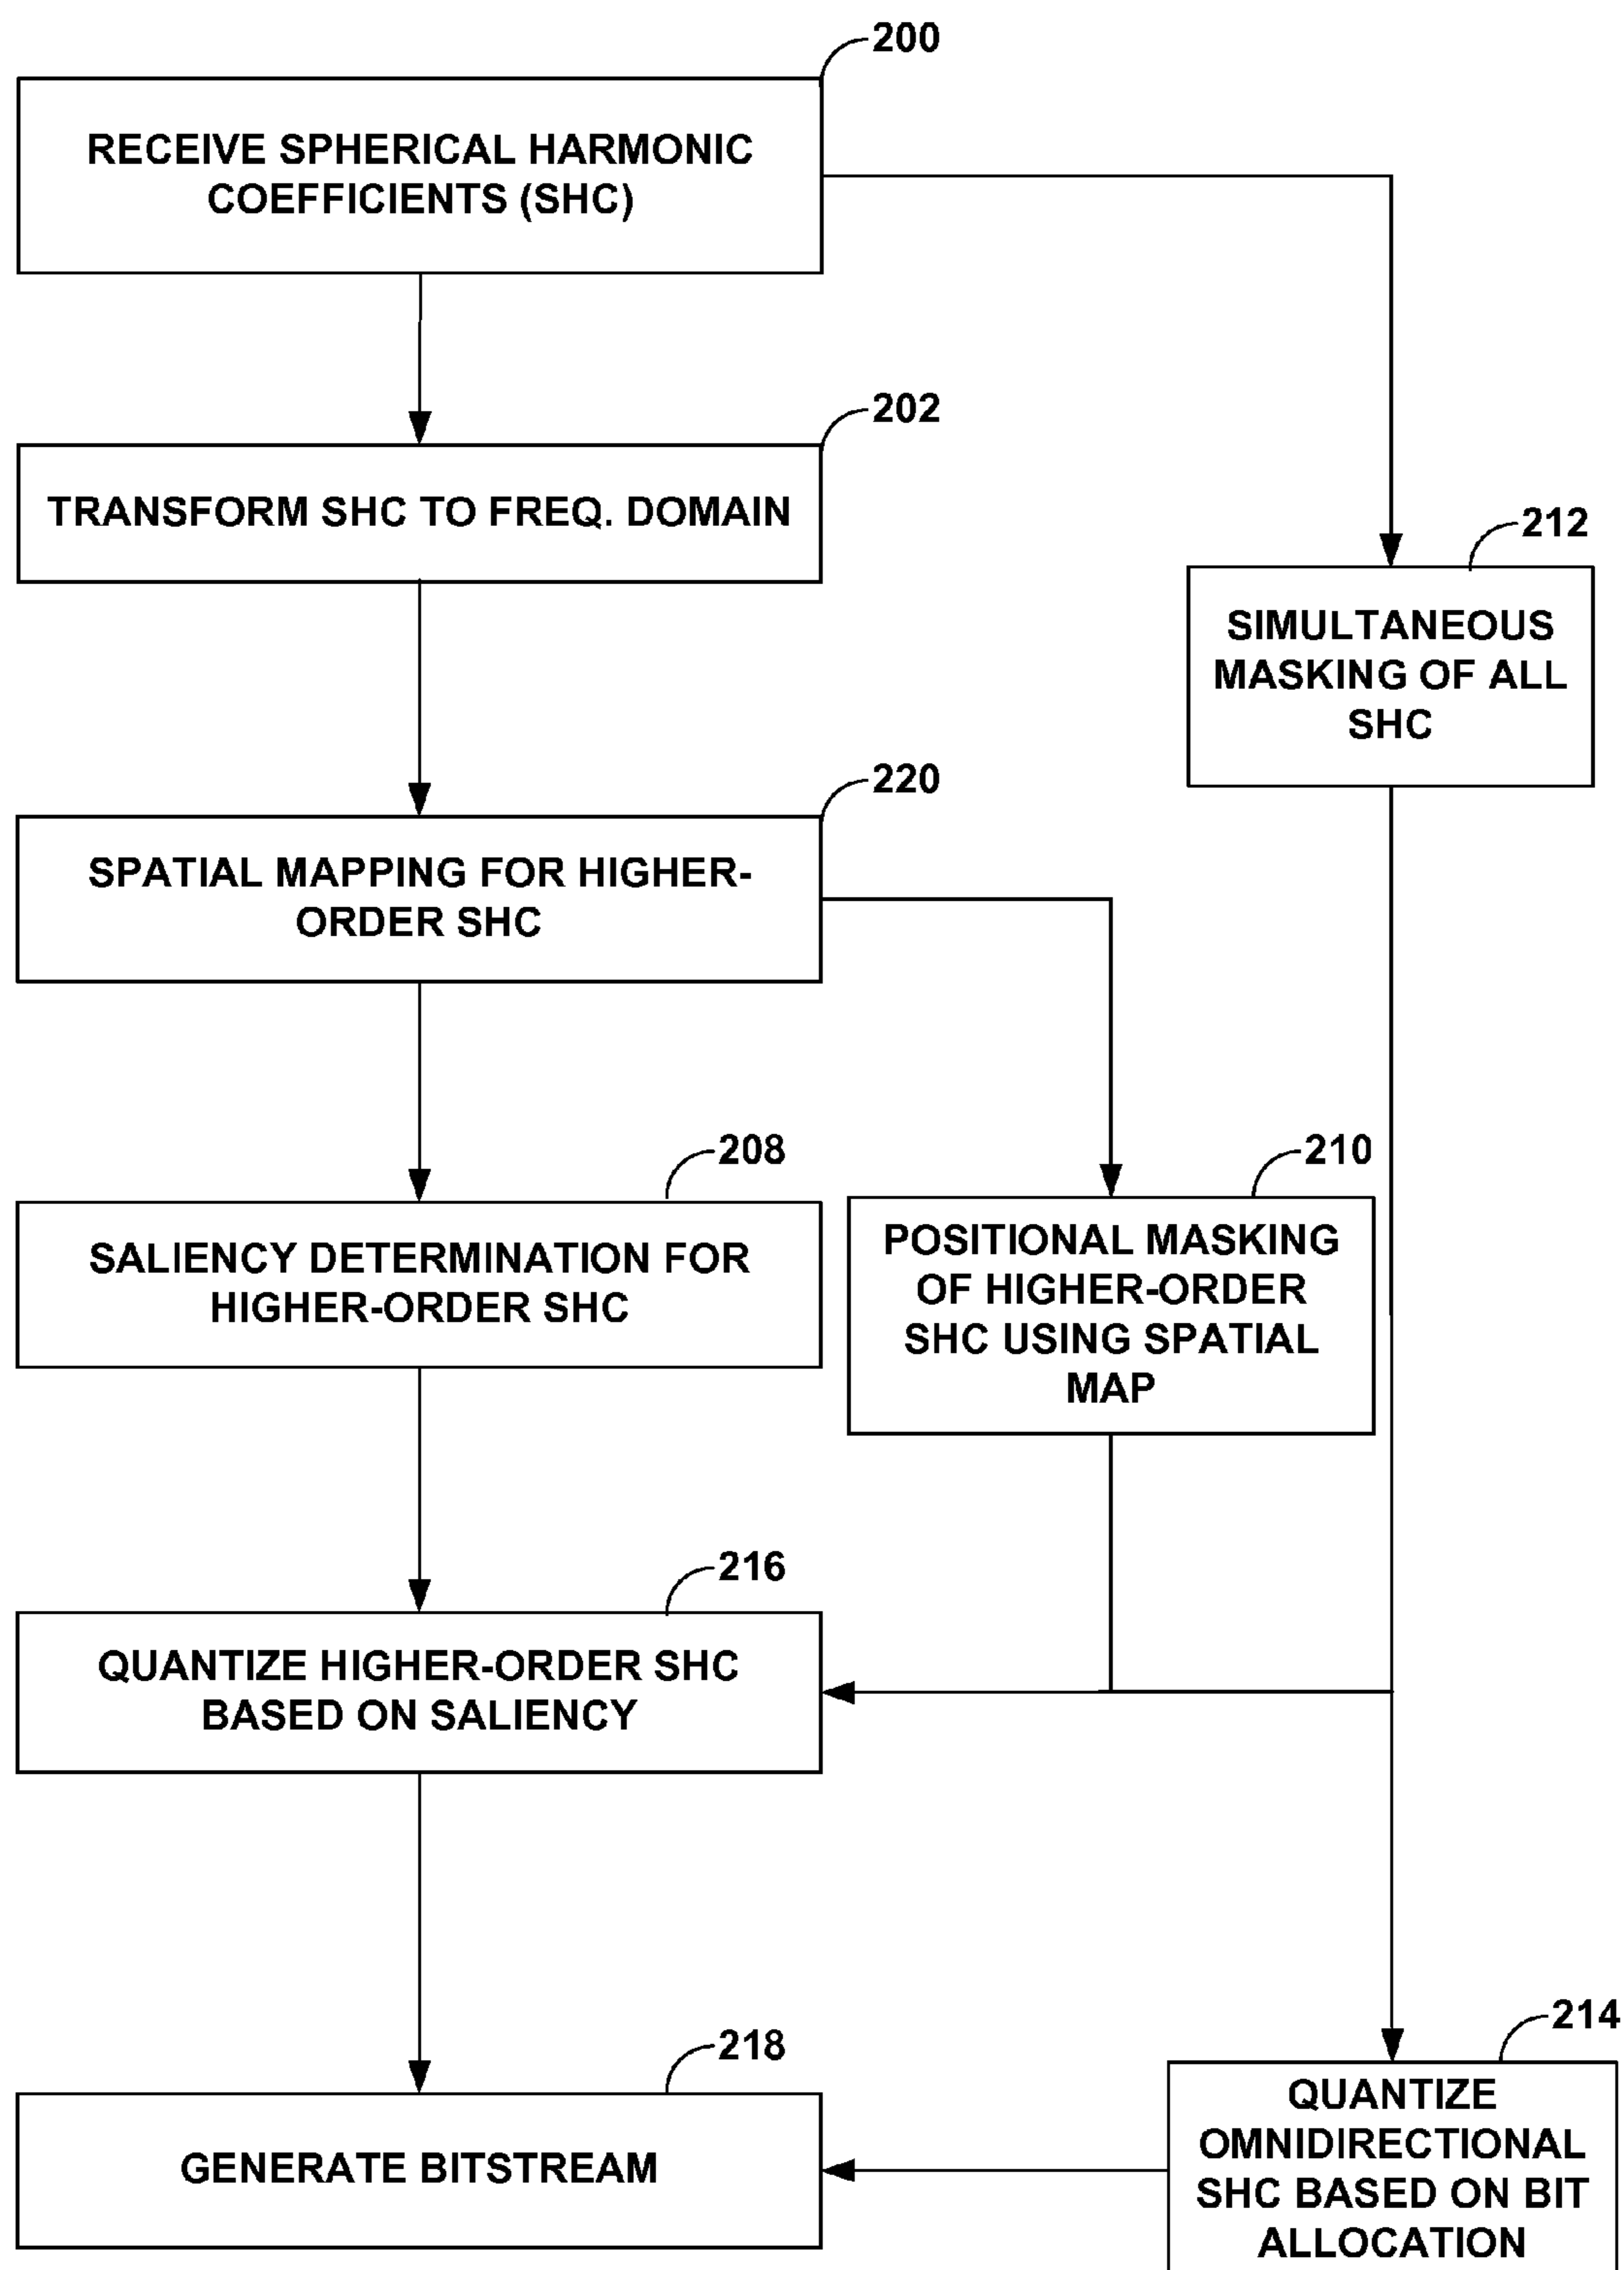 200
RECEIVE SPHERICAL HARMONIC
COEFFICIENTS (SHC)
202
TRANSFORM SHC TO FREQ. DOMAIN
212
SIMULTANEOUS
MASKING OF ALL
SHC
220
SPATIAL MAPPING FOR HIGHER-
ORDER SHC
208
SALIENCY DETERMINATION FOR
HIGHER-ORDER SHC
210
POSITIONAL MASKING
OF HIGHER-ORDER
SHC USING SPATIAL
MAP
216
QUANTIZE HIGHER-ORDER SHC
BASED ON SALIENCY
218
GENERATE BITSTREAM
214
QUANTIZE
OMNIDIRECTIONAL
SHC BASED ON BIT
ALLOCATION